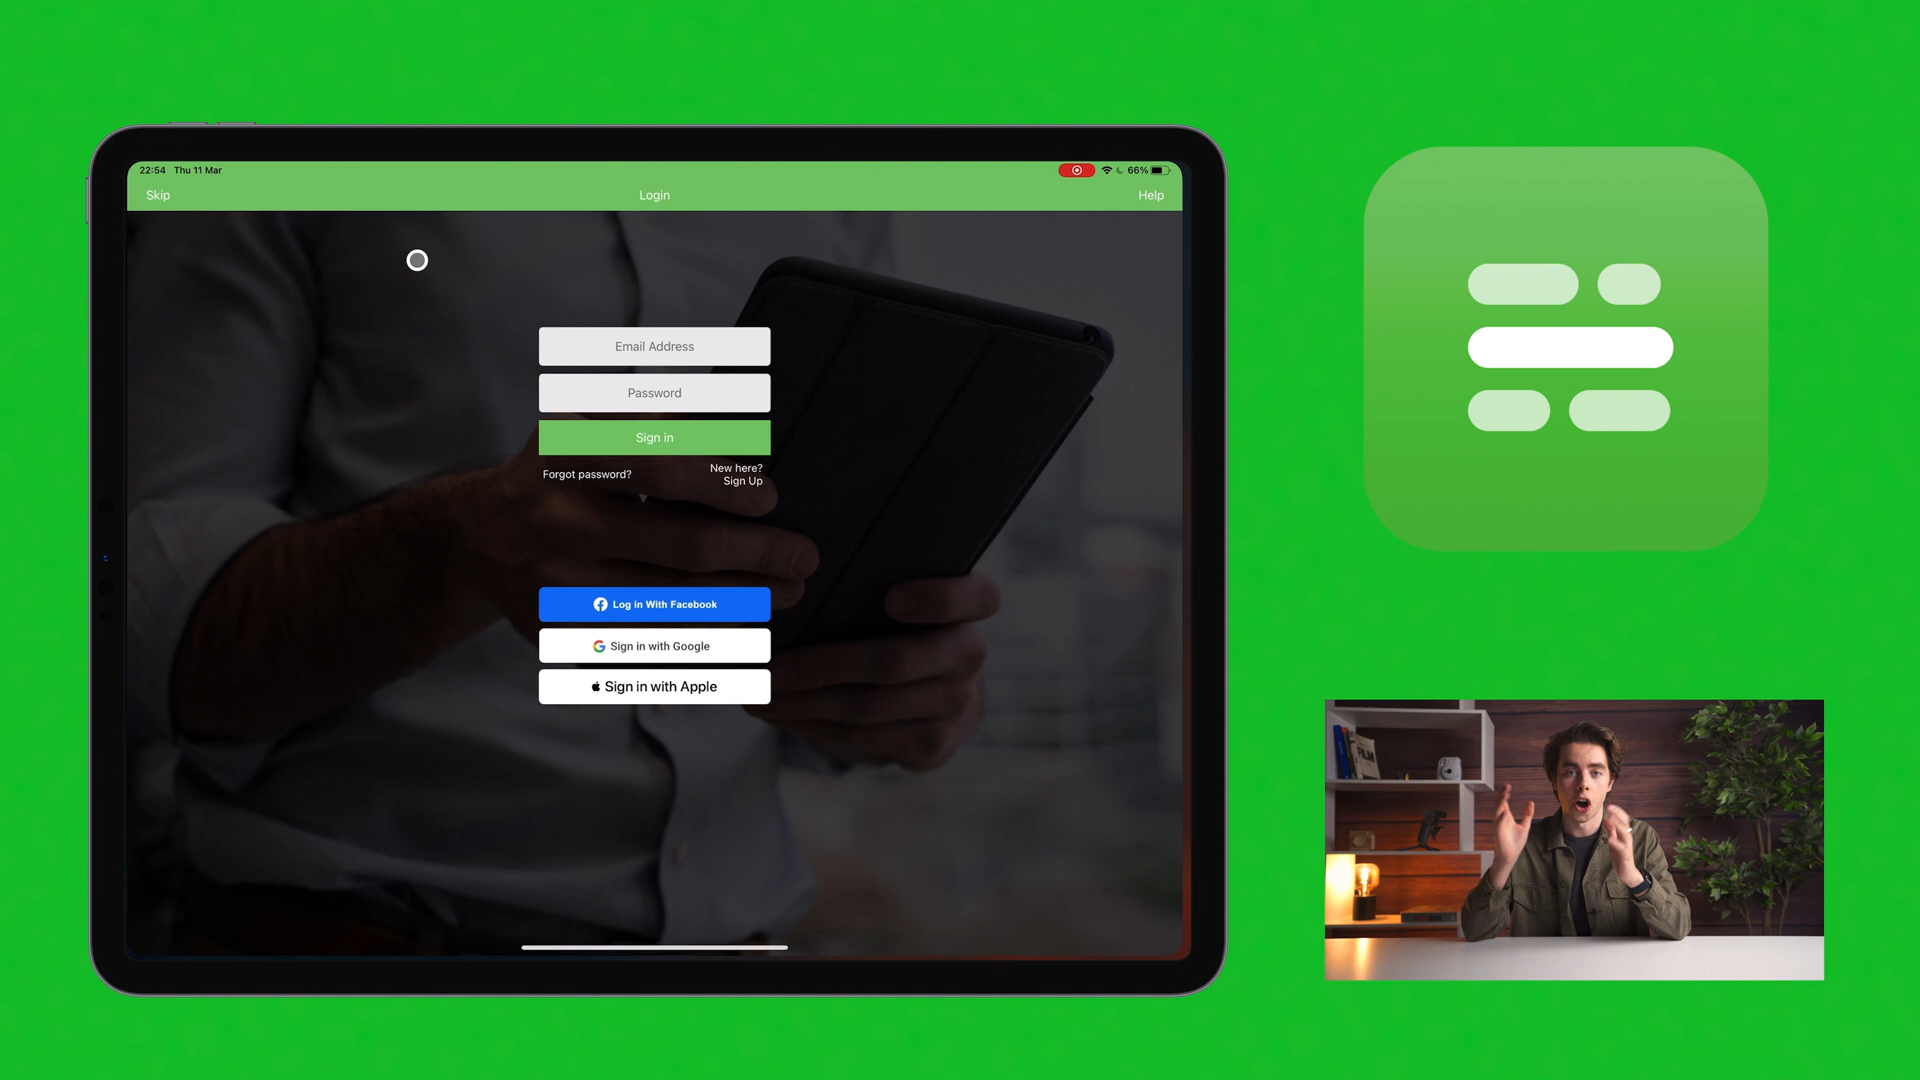 22:54 Thu 11 Mar
66%
Skip
Login
Help
Email Address
Password
Sign in
Forgot password?
New here?
Sign Up
Log in With Facebook
Sign in with Google
Sign in with Apple
FILM